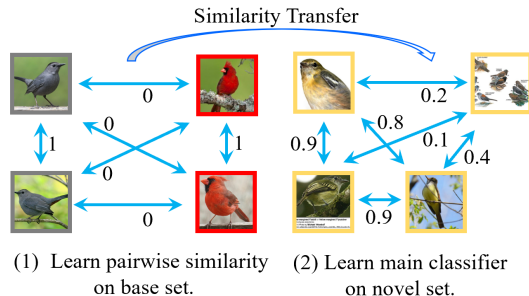 Similarity Transfer
0
0.2
1
0
0
1
0.9
0.8
0.1
0.4
0
0.9
(1) Learn pairwise similarity
on base set.
(2) Learn main classifier
on novel set.